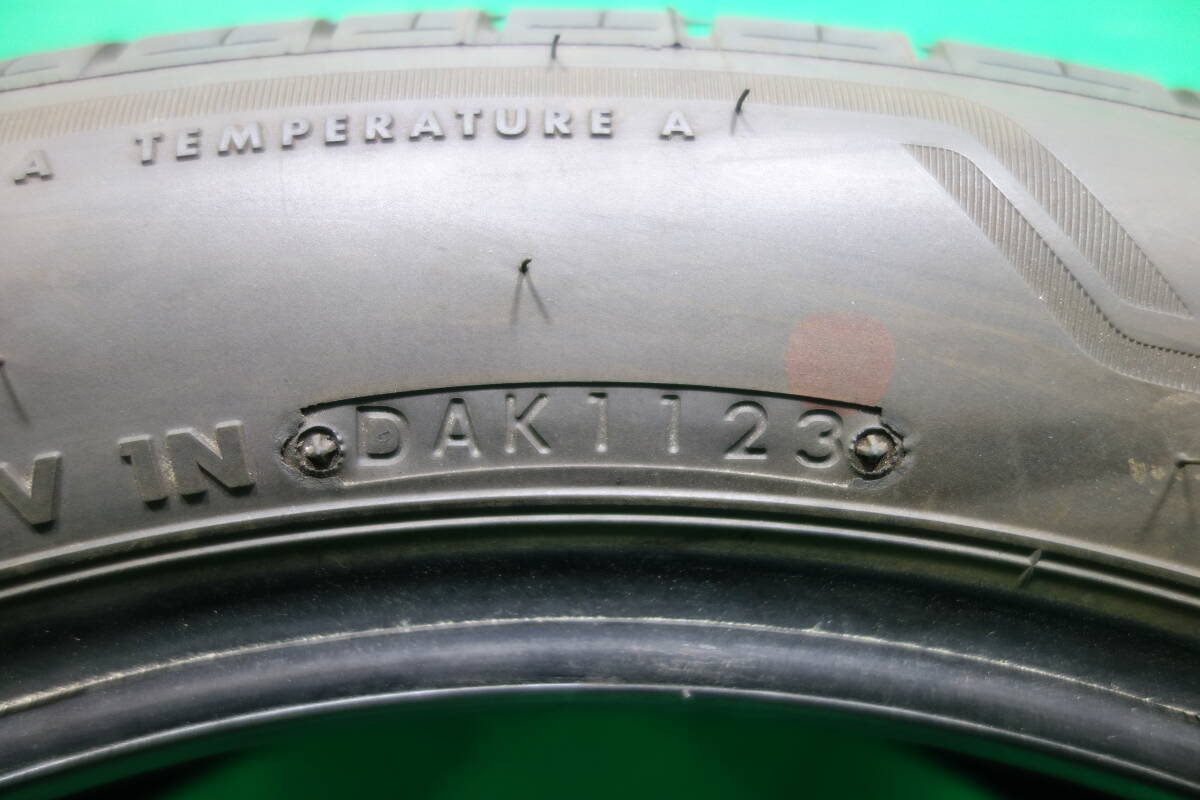 A TEMPERATURE A
V 1N DAK1123